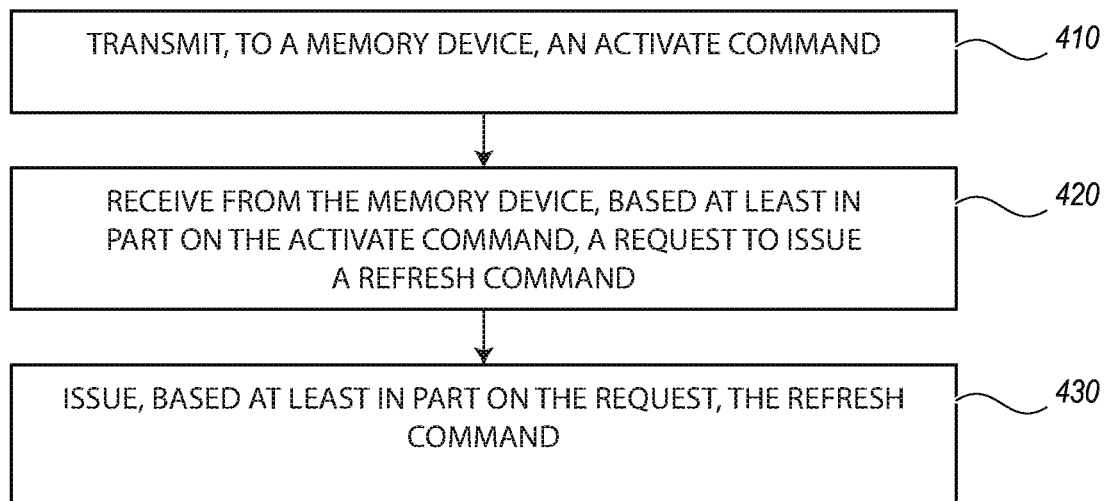 TRANSMIT, TO A MEMORY DEVICE, AN ACTIVATE COMMAND
410
RECEIVE FROM THE MEMORY DEVICE, BASED AT LEAST IN
PART ON THE ACTIVATE COMMAND, A REQUEST TO ISSUE
A REFRESH COMMAND
420
ISSUE, BASED AT LEAST IN PART ON THE REQUEST, THE REFRESH
COMMAND
430